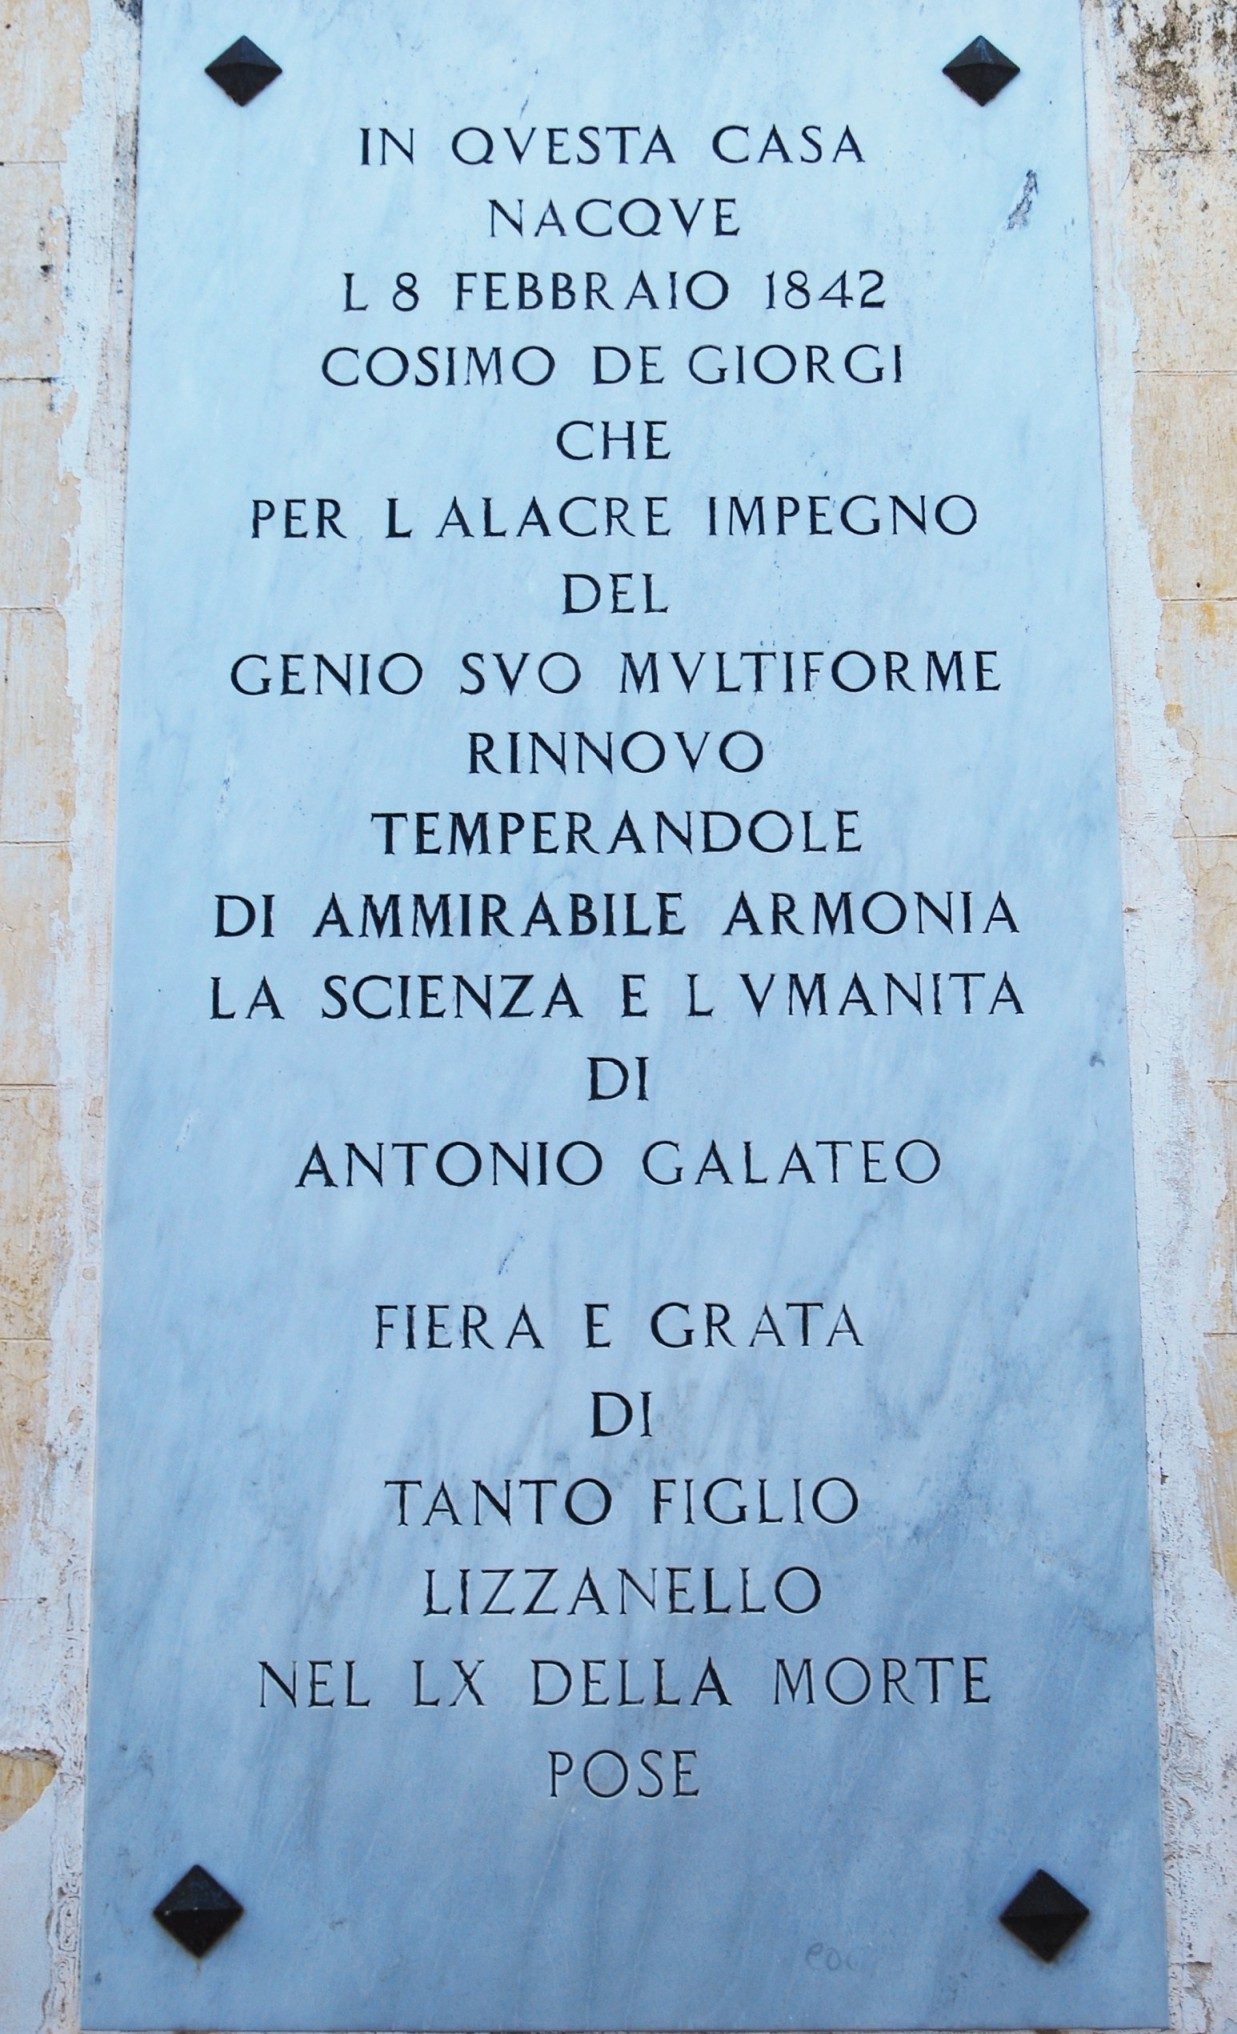 IN QVESTA CASA
NACQVE
L 8 FEBBRAIO 1842
COSIMO DE GIORGI
CHE
PER L ALACRE IMPEGNO
DEL
GENIO SVO MVLTIFORME
RINNOVO
TEMPERANDOLE
DI AMMIRABILE ARMONIA
LA SCIENZA E L VMANITA
DI
ANTONIO GALATEO
FIERA E GRATA
DI
TANTO FIGLIO
LIZZANELLO
NEL LX DELLA MORTE
POSE